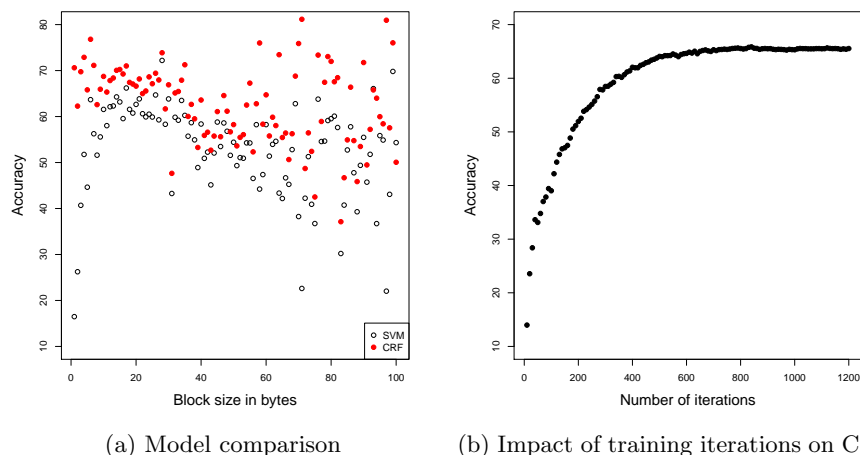 80
70
60
50
40
30
20
10
Accuracy
0 20 40 60 80 100
Block size in bytes
SVM
CRF
(a) Model comparison
70
60
50
40
30
20
10
Accuracy
0 200 400 600 800 1000 1200
Number of iterations
(b) Impact of training iterations on C